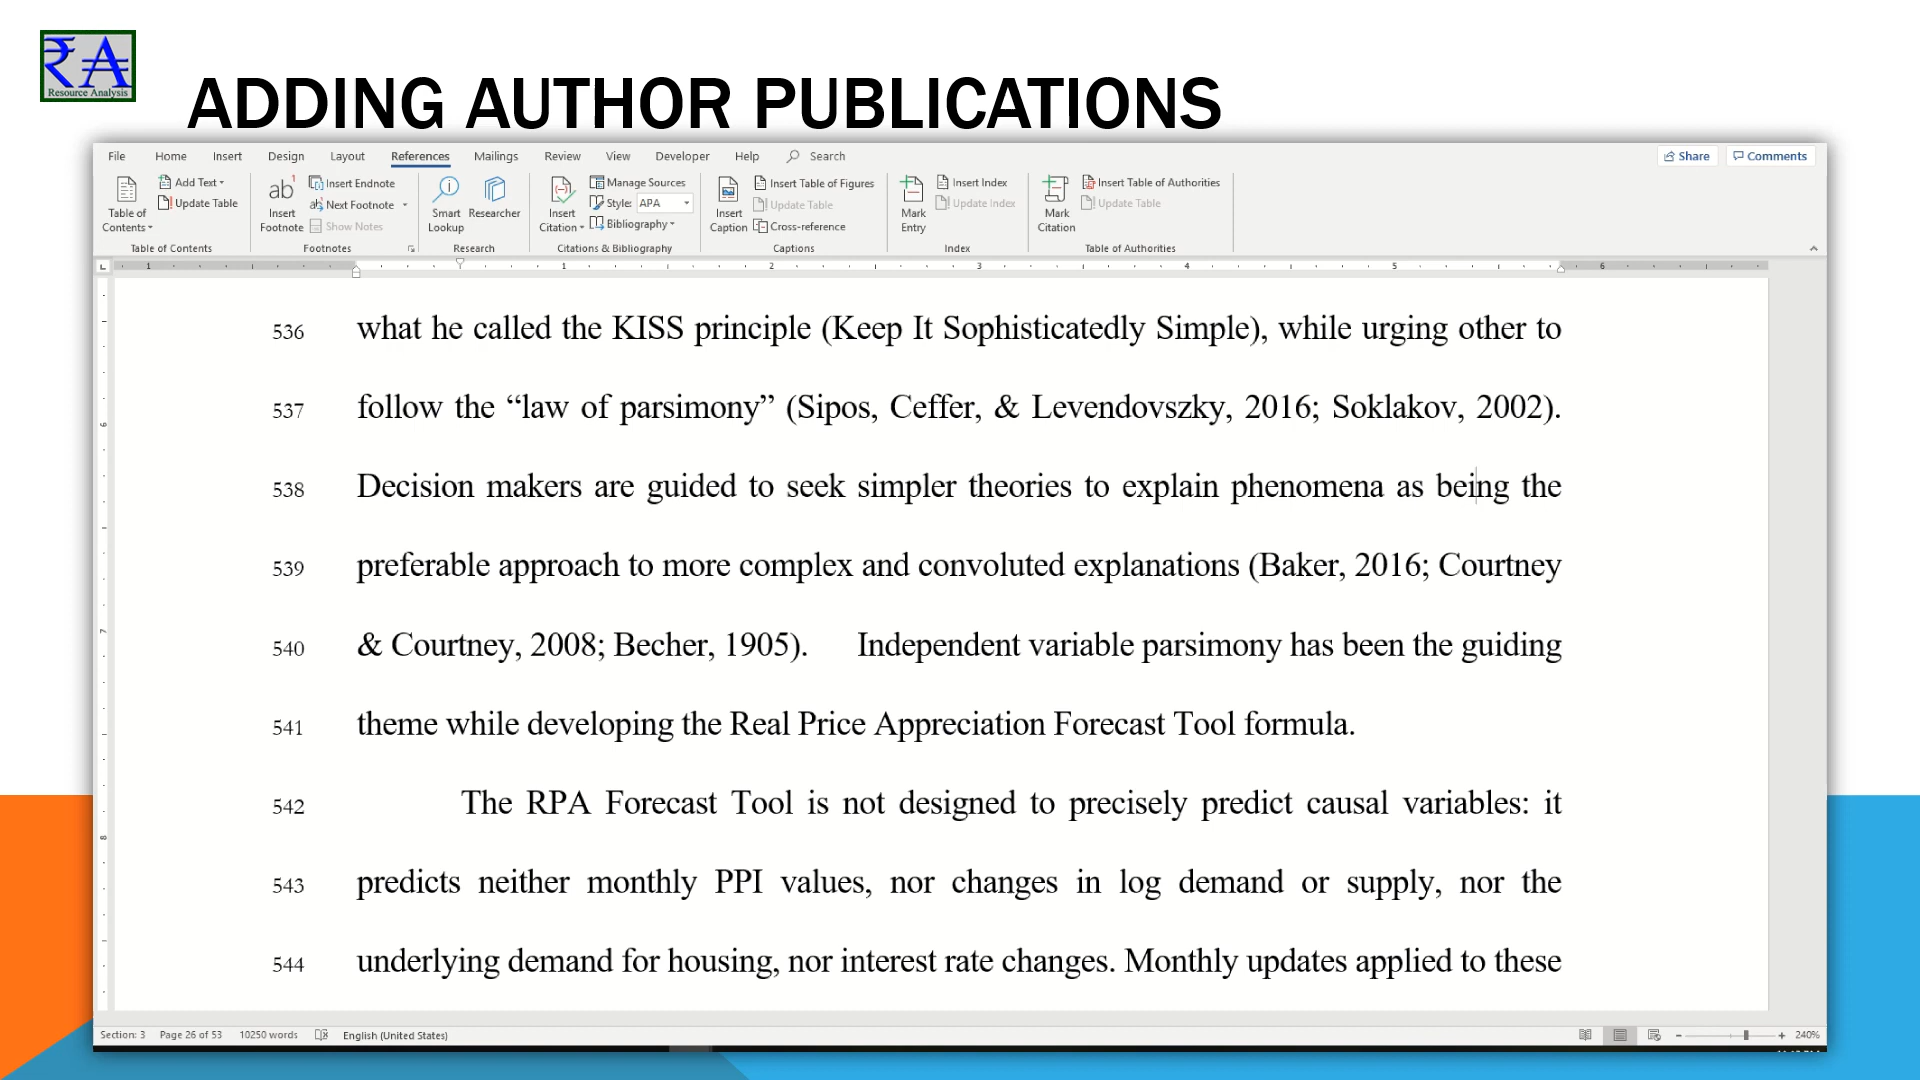 ₹A
Resource Analysis
ADDING AUTHOR PUBLICATIONS
File Home Insert Design Layout References Mailings Review View Developer Help Search Share Comments
Table of Contents Add Text Update Table Table of Contents
ab 1 Insert Footnote Insert Endnote Next Footnote Show Notes Footnotes
Smart Lookup Researcher Research
Insert Citation Manage Sources Style: APA Bibliography Citations & Bibliography
Insert Caption Insert Table of Figures Update Table Cross-reference Captions
Mark Entry Insert Index Update Index Index
Mark Citation Insert Table of Authorities Update Table Table of Authorities
1 1 2 3 4 5 6
536 what he called the KISS principle (Keep It Sophisticatedly Simple), while urging other to
537 follow the “law of parsimony” (Sipos, Ceffer, & Levendovszky, 2016; Soklakov, 2002).
538 Decision makers are guided to seek simpler theories to explain phenomena as being the
539 preferable approach to more complex and convoluted explanations (Baker, 2016; Courtney
540 & Courtney, 2008; Becher, 1905). Independent variable parsimony has been the guiding
541 theme while developing the Real Price Appreciation Forecast Tool formula.
542 The RPA Forecast Tool is not designed to precisely predict causal variables: it
543 predicts neither monthly PPI values, nor changes in log demand or supply, nor the
544 underlying demand for housing, nor interest rate changes. Monthly updates applied to these
Section: 3 Page 26 of 53 10250 words English (United States) 240%